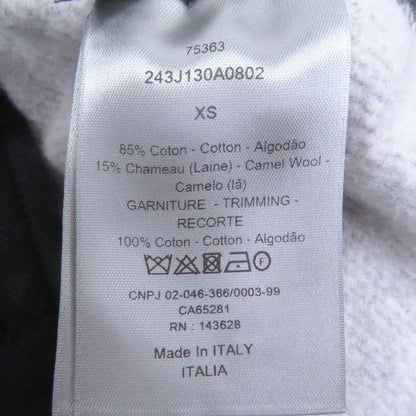 75363
243J130A0802
XS
85% Coton - Cotton - Algodão
15% Chameau (Laine) - Camel Wool -
Camelo (lã)
GARNITURE - TRIMMING -
RECORTE
100% Coton - Cotton - Algodão
CNPJ 02-046-366/0003-99
CA65281
RN : 143628
Made In ITALY
ITALIA